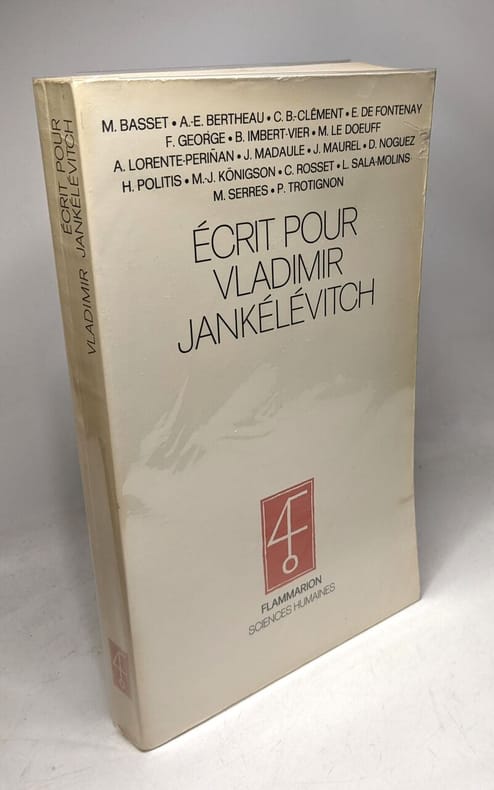 M. BASSET • A.-E. BERTHEAU • C. B.-CLÉMENT • E. DE FONTENAY
F. GEORGE • B. IMBERT-VIER • M. LE DOEUFF
A. LORENTE-PERIÑAN • J. MADAULE • J. MAUREL • D. NOGUEZ
H. POLITIS • M.-J. KÖNIGSON • C. ROSSET • L. SALA-MOLINS
M. SERRES • P. TROTIGNON
ÉCRIT POUR
VLADIMIR
JANKÉLÉVITCH
FLAMMARION
SCIENCES HUMAINES
ÉCRIT POUR
VLADIMIR JANKÉLÉVITCH